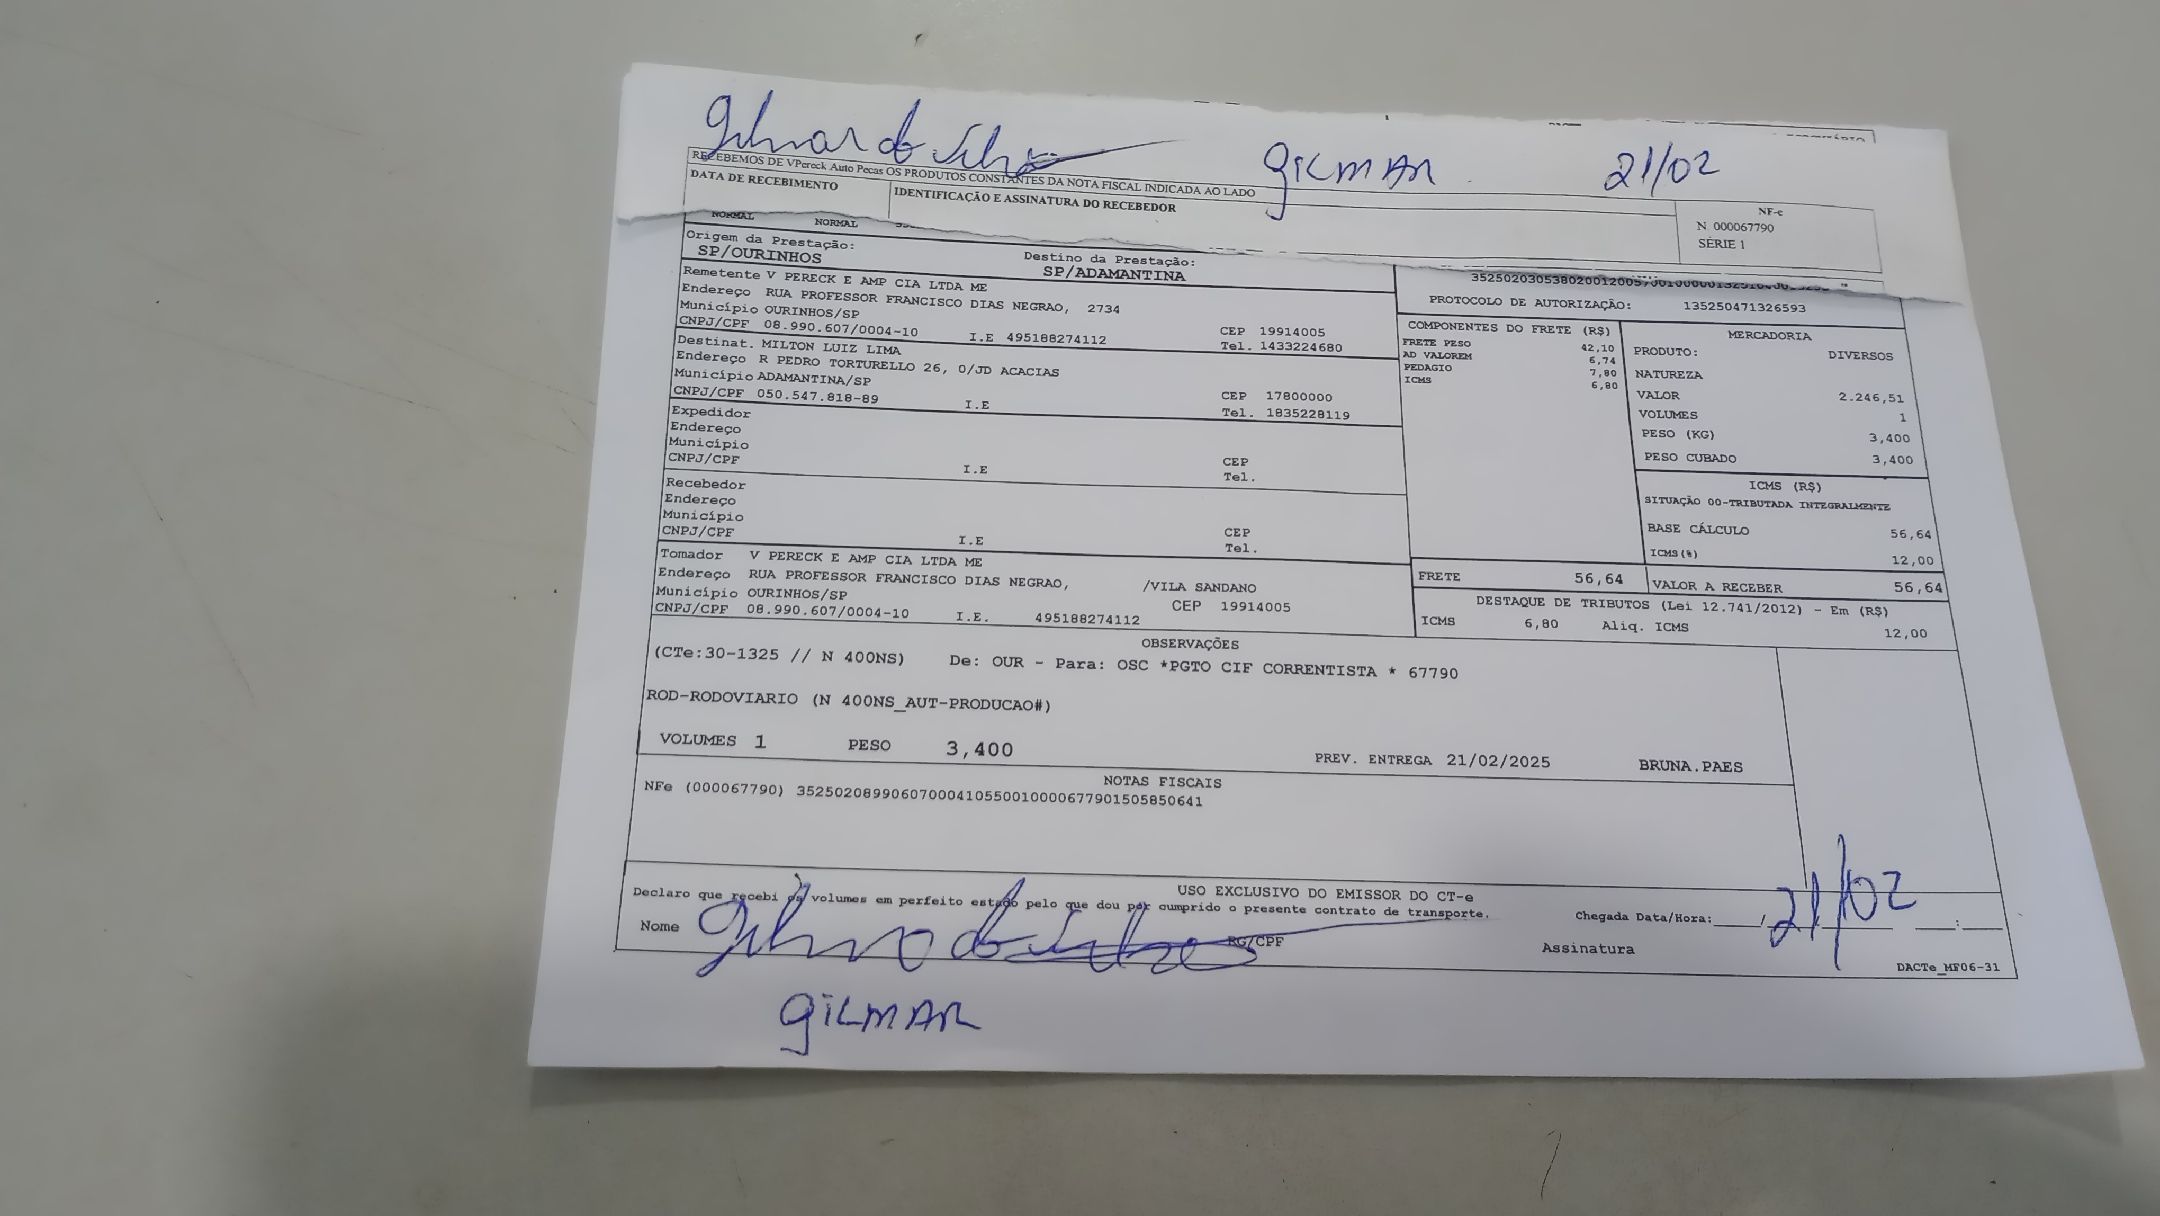 Gilmar da Silva GILMAR 21/02
RECEBEMOS DE VPereck Auto Pecas OS PRODUTOS CONSTANTES DA NOTA FISCAL INDICADA AO LADO
DATA DE RECEBIMENTO
IDENTIFICAÇÃO E ASSINATURA DO RECEBEDOR
NF-e
N 000067790
SÉRIE 1
NORMAL NORMAL
Origem da Prestação:
SP/OURINHOS
Destino da Prestação:
SP/ADAMANTINA
Remetente V PERECK E AMP CIA LTDA ME
Endereço RUA PROFESSOR FRANCISCO DIAS NEGRAO, 2734
Município OURINHOS/SP
CEP 19914005
CNPJ/CPF 08.990.607/0004-10 I.E 495188274112 Tel. 1433224680
Destinat. MILTON LUIZ LIMA
Endereço R PEDRO TORTURELLO 26, 0/JD ACACIAS
Município ADAMANTINA/SP
CEP 17800000
CNPJ/CPF 050.547.818-89 I.E Tel. 1835228119
Expedidor
Endereço
Município
CEP
CNPJ/CPF I.E Tel.
Recebedor
Endereço
Município
CEP
CNPJ/CPF I.E Tel.
Tomador V PERECK E AMP CIA LTDA ME
Endereço RUA PROFESSOR FRANCISCO DIAS NEGRAO, /VILA SANDANO
Município OURINHOS/SP CEP 19914005
CNPJ/CPF 08.990.607/0004-10 I.E. 495188274112
PROTOCOLO DE AUTORIZAÇÃO: 135250471326593
COMPONENTES DO FRETE (R$)
FRETE PESO 42,10
AD VALOREM 6,74
PEDAGIO 7,80
ICMS 6,80
MERCADORIA
PRODUTO: DIVERSOS
NATUREZA
VALOR 2.246,51
VOLUMES 1
PESO (KG) 3,400
PESO CUBADO 3,400
ICMS (R$)
SITUAÇÃO 00-TRIBUTADA INTEGRALMENTE
BASE CÁLCULO 56,64
ICMS(%) 12,00
FRETE 56,64
VALOR A RECEBER 56,64
DESTAQUE DE TRIBUTOS (Lei 12.741/2012) - Em (R$)
ICMS 6,80 Aliq. ICMS 12,00
OBSERVAÇÕES
(CTe:30-1325 // N 400NS) De: OUR - Para: OSC *PGTO CIF CORRENTISTA * 67790
ROD-RODOVIARIO (N 400NS_AUT-PRODUCAO#)
VOLUMES 1 PESO 3,400 PREV. ENTREGA 21/02/2025 BRUNA.PAES
NOTAS FISCAIS
NFe (000067790) 35250208990607000410550010000677901505850641
USO EXCLUSIVO DO EMISSOR DO CT-e
Declaro que recebi os volumes em perfeito estado pelo que dou por cumprido o presente contrato de transporte.
Chegada Data/Hora: 21/02
Nome Gilmar da Silva RG/CPF
Assinatura
DACTe_MF06-31
GILMAR